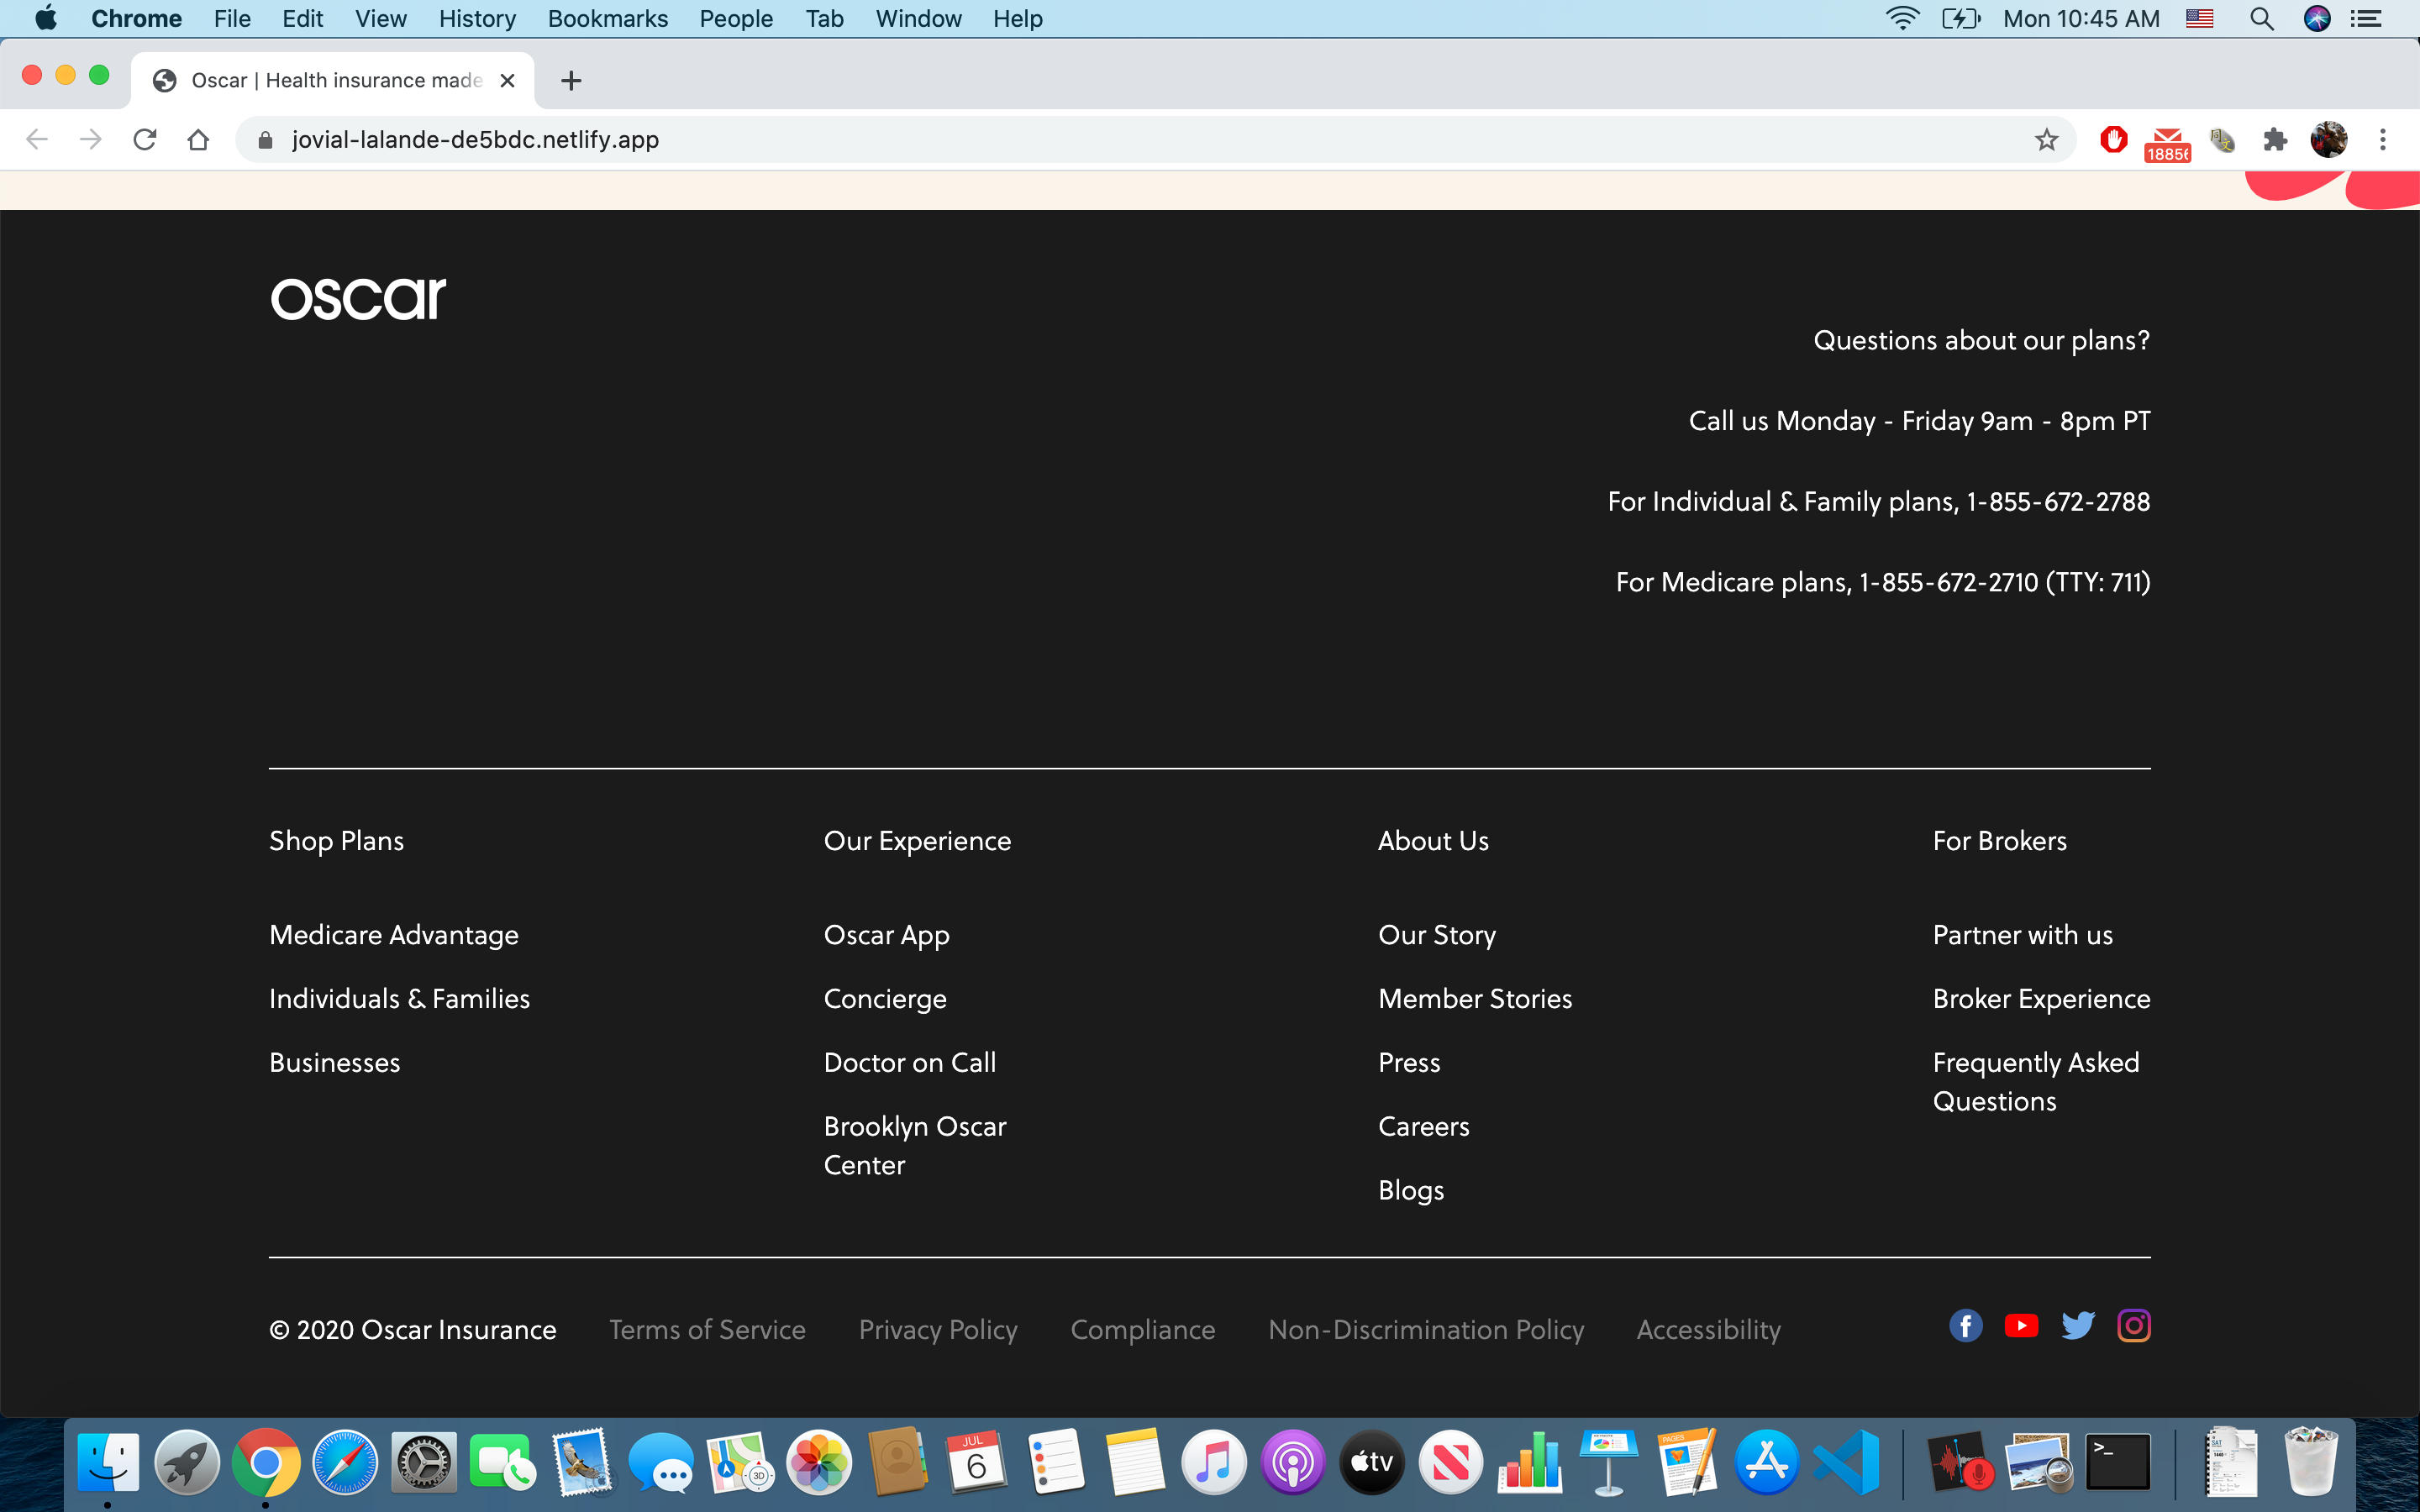 Chrome File Edit View History Bookmarks People Tab Window Help Mon 10:45 AM
Oscar | Health insurance made
jovial-lalande-de5bdc.netlify.app
18856
oscar
Questions about our plans?
Call us Monday - Friday 9am - 8pm PT
For Individual & Family plans, 1-855-672-2788
For Medicare plans, 1-855-672-2710 (TTY: 711)
Shop Plans
Medicare Advantage
Individuals & Families
Businesses
Our Experience
Oscar App
Concierge
Doctor on Call
Brooklyn Oscar
Center
About Us
Our Story
Member Stories
Press
Careers
Blogs
For Brokers
Partner with us
Broker Experience
Frequently Asked
Questions
© 2020 Oscar Insurance Terms of Service Privacy Policy Compliance Non-Discrimination Policy Accessibility
3D
JUL
6
tv
PAGES
>_